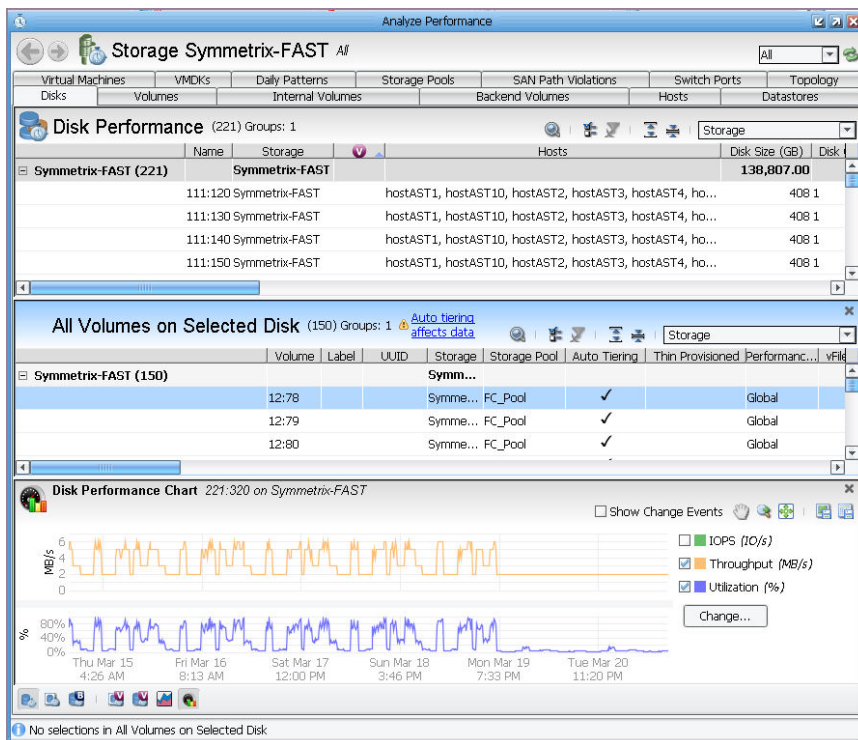 Analyze Performance
Storage Symmetrix-FAST All
All
Virtual Machines VMDKs Daily Patterns Storage Pools SAN Path Violations Switch Ports Topology
Disks Volumes Internal Volumes Backend Volumes Hosts Datastores
Disk Performance (221) Groups: 1 Storage
Name Storage V Hosts Disk Size (GB) Disk
Symmetrix-FAST (221) Symmetrix-FAST 138,807.00
111:120 Symmetrix-FAST hostAST1, hostAST10, hostAST2, hostAST3, hostAST4, ho... 408 1
111:130 Symmetrix-FAST hostAST1, hostAST10, hostAST2, hostAST3, hostAST4, ho... 408 1
111:140 Symmetrix-FAST hostAST1, hostAST10, hostAST2, hostAST3, hostAST4, ho... 408 1
111:150 Symmetrix-FAST hostAST1, hostAST10, hostAST2, hostAST3, hostAST4, ho... 408 1
All Volumes on Selected Disk (150) Groups: 1 Auto tiering
affects data
Storage
Volume Label UUID Storage Storage Pool Auto Tiering Thin Provisioned Performanc... vFile
Symmetrix-FAST (150) Symm...
12:78 Symme... FC_Pool ✓ Global
12:79 Symme... FC_Pool ✓ Global
12:80 Symme... FC_Pool ✓ Global
Disk Performance Chart 221:320 on Symmetrix-FAST
Show Change Events
MB/s
6
4
2
0
IOPS (IO/s)
Throughput (MB/s)
Utilization (%)
Change...
%
80%
40%
0%
Thu Mar 15 Fri Mar 16 Sat Mar 17 Sun Mar 18 Mon Mar 19 Tue Mar 20
4:26 AM 8:13 AM 12:00 PM 3:46 PM 7:33 PM 11:20 PM
No selections in All Volumes on Selected Disk